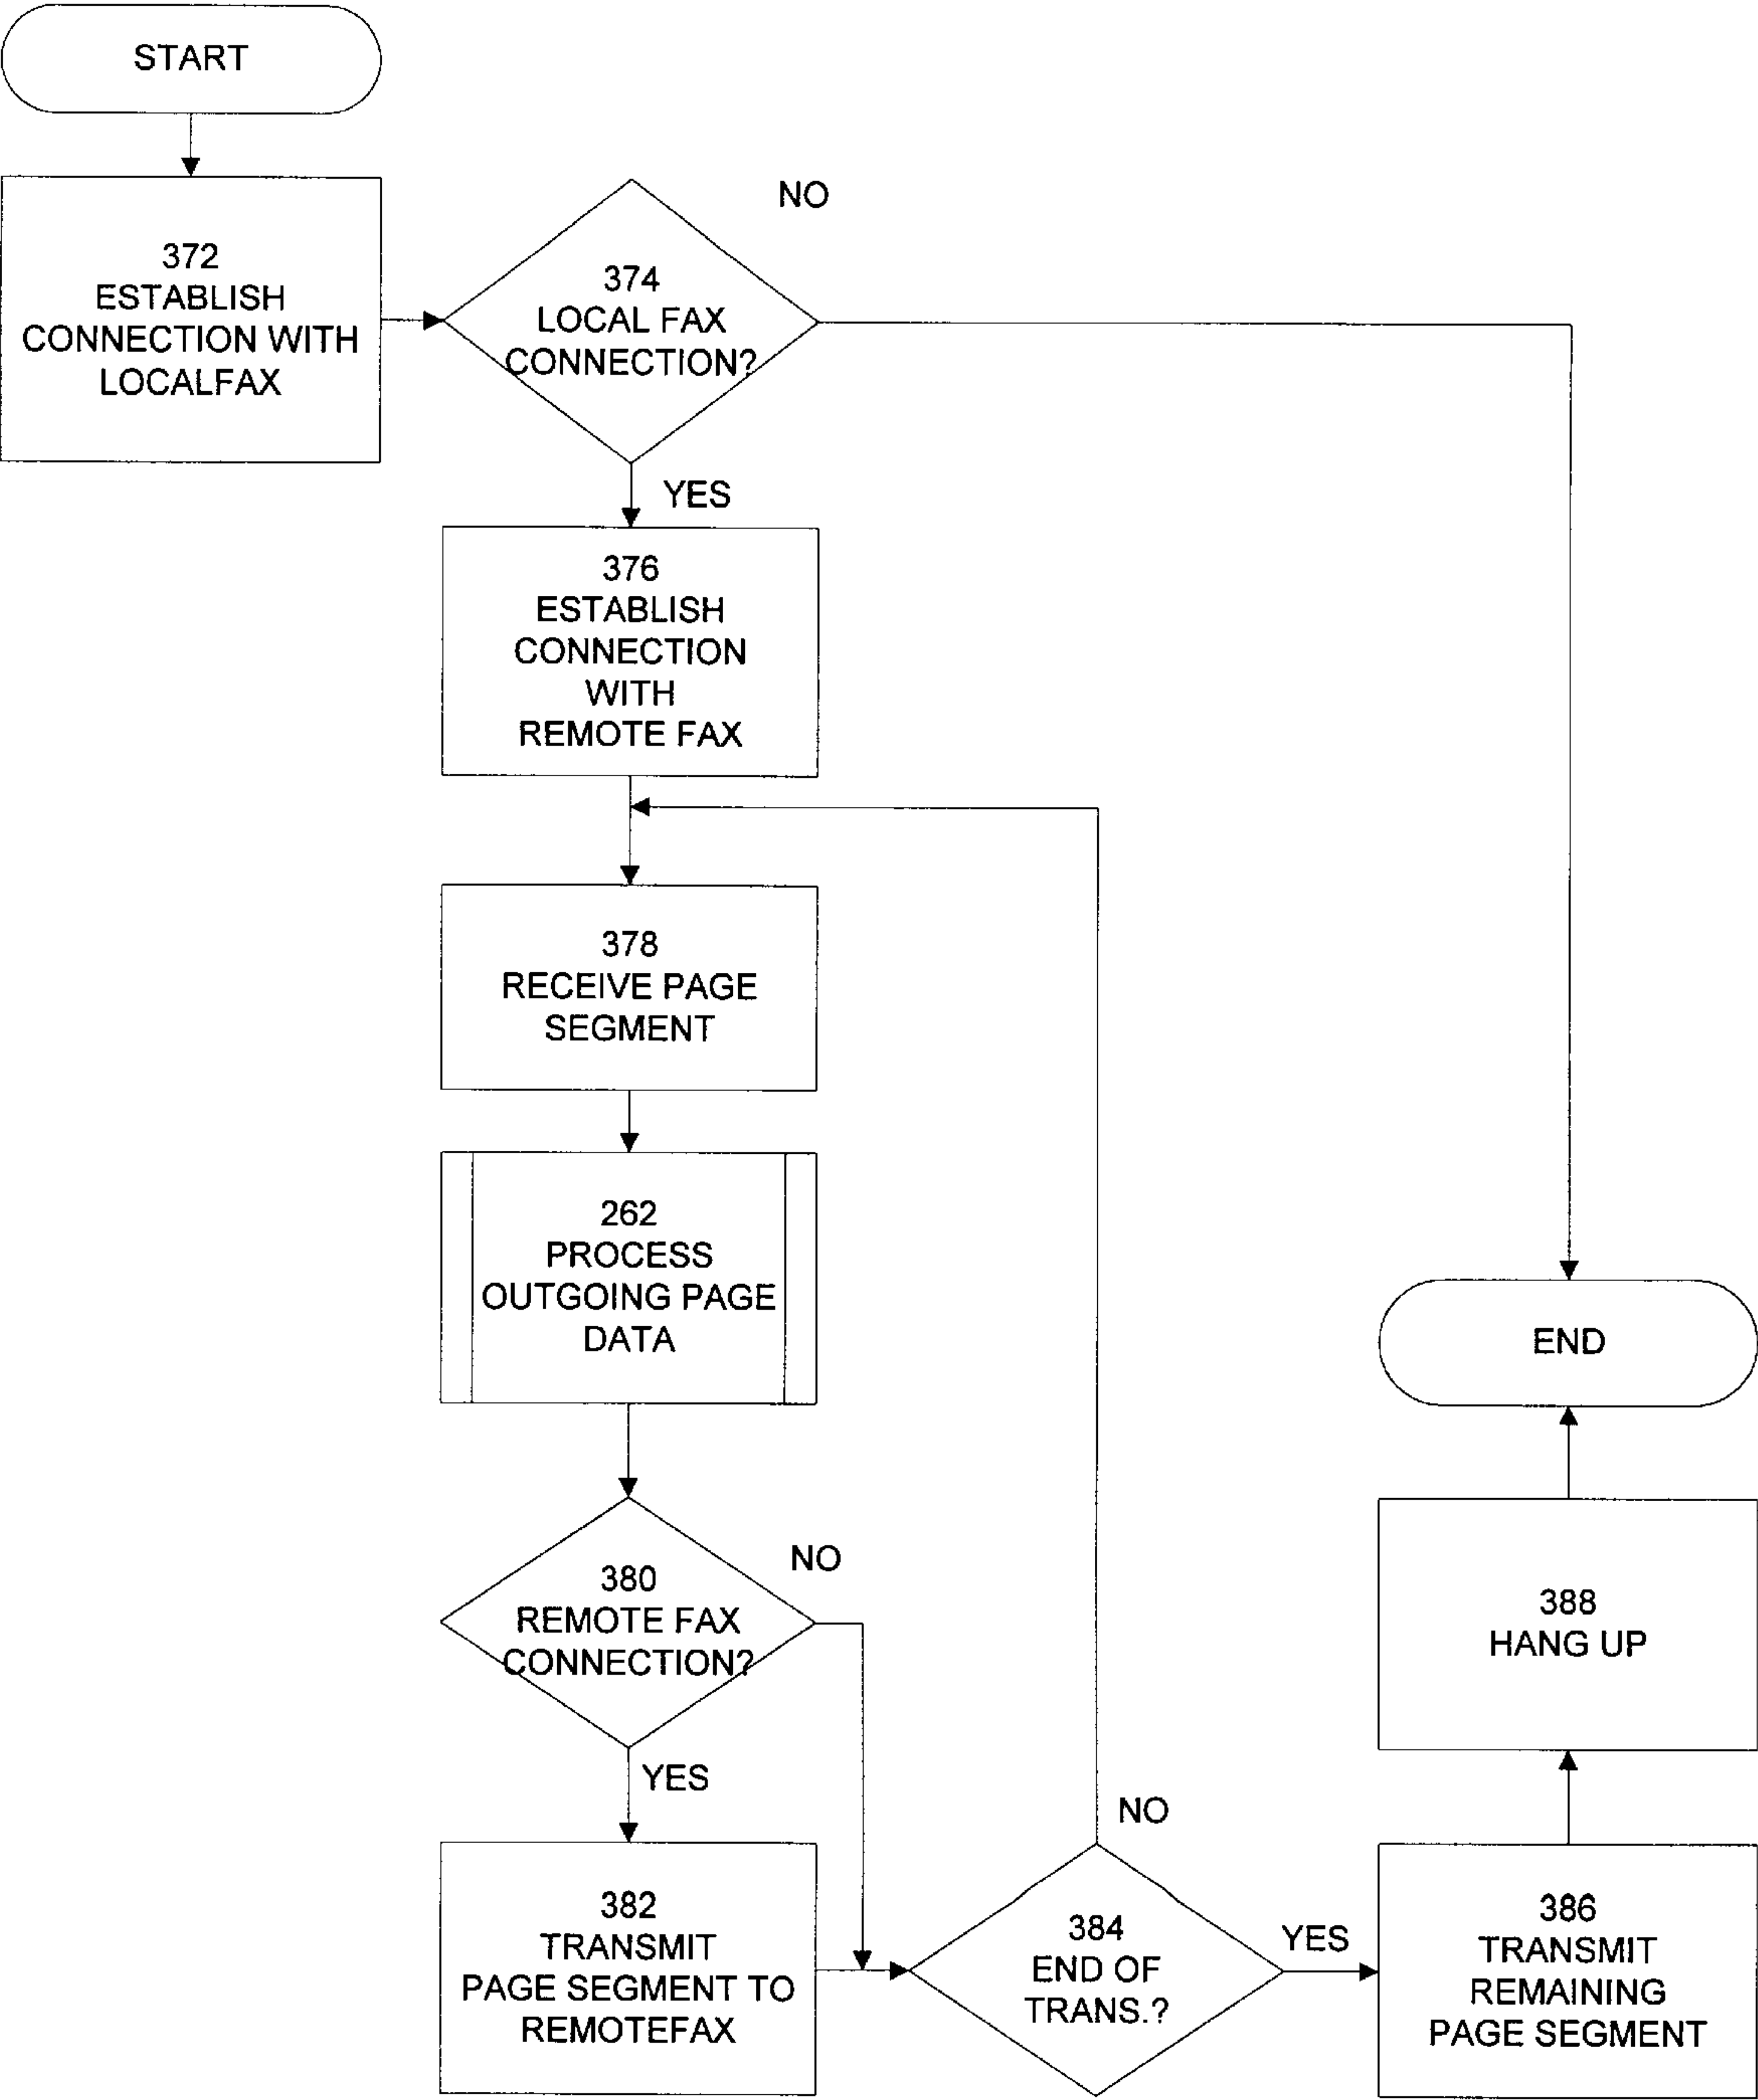 START
372
ESTABLISH
CONNECTION WITH
LOCALFAX
NO
374
LOCAL FAX
CONNECTION?
YES
376
ESTABLISH
CONNECTION
WITH
REMOTE FAX
378
RECEIVE PAGE
SEGMENT
262
PROCESS
OUTGOING PAGE
DATA
380
REMOTE FAX
CONNECTION?
NO
YES
382
TRANSMIT
PAGE SEGMENT TO
REMOTEFAX
384
END OF
TRANS.?
NO
YES
386
TRANSMIT
REMAINING
PAGE SEGMENT
388
HANG UP
END